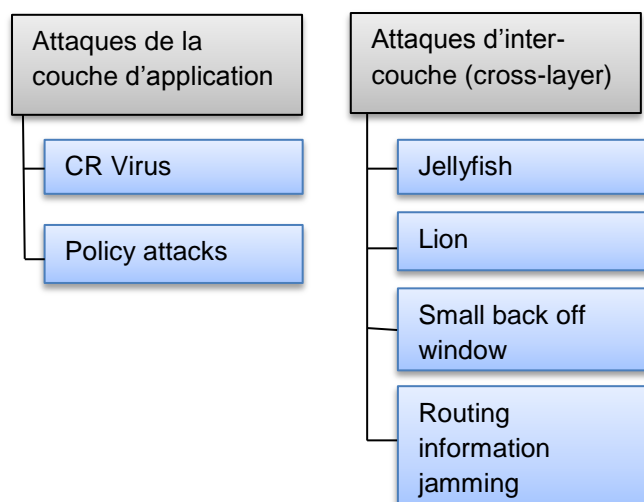 Attaques de la
couche d’application
CR Virus
Policy attacks
Attaques d’inter-
couche (cross-layer)
Jellyfish
Lion
Small back off
window
Routing
information
jamming